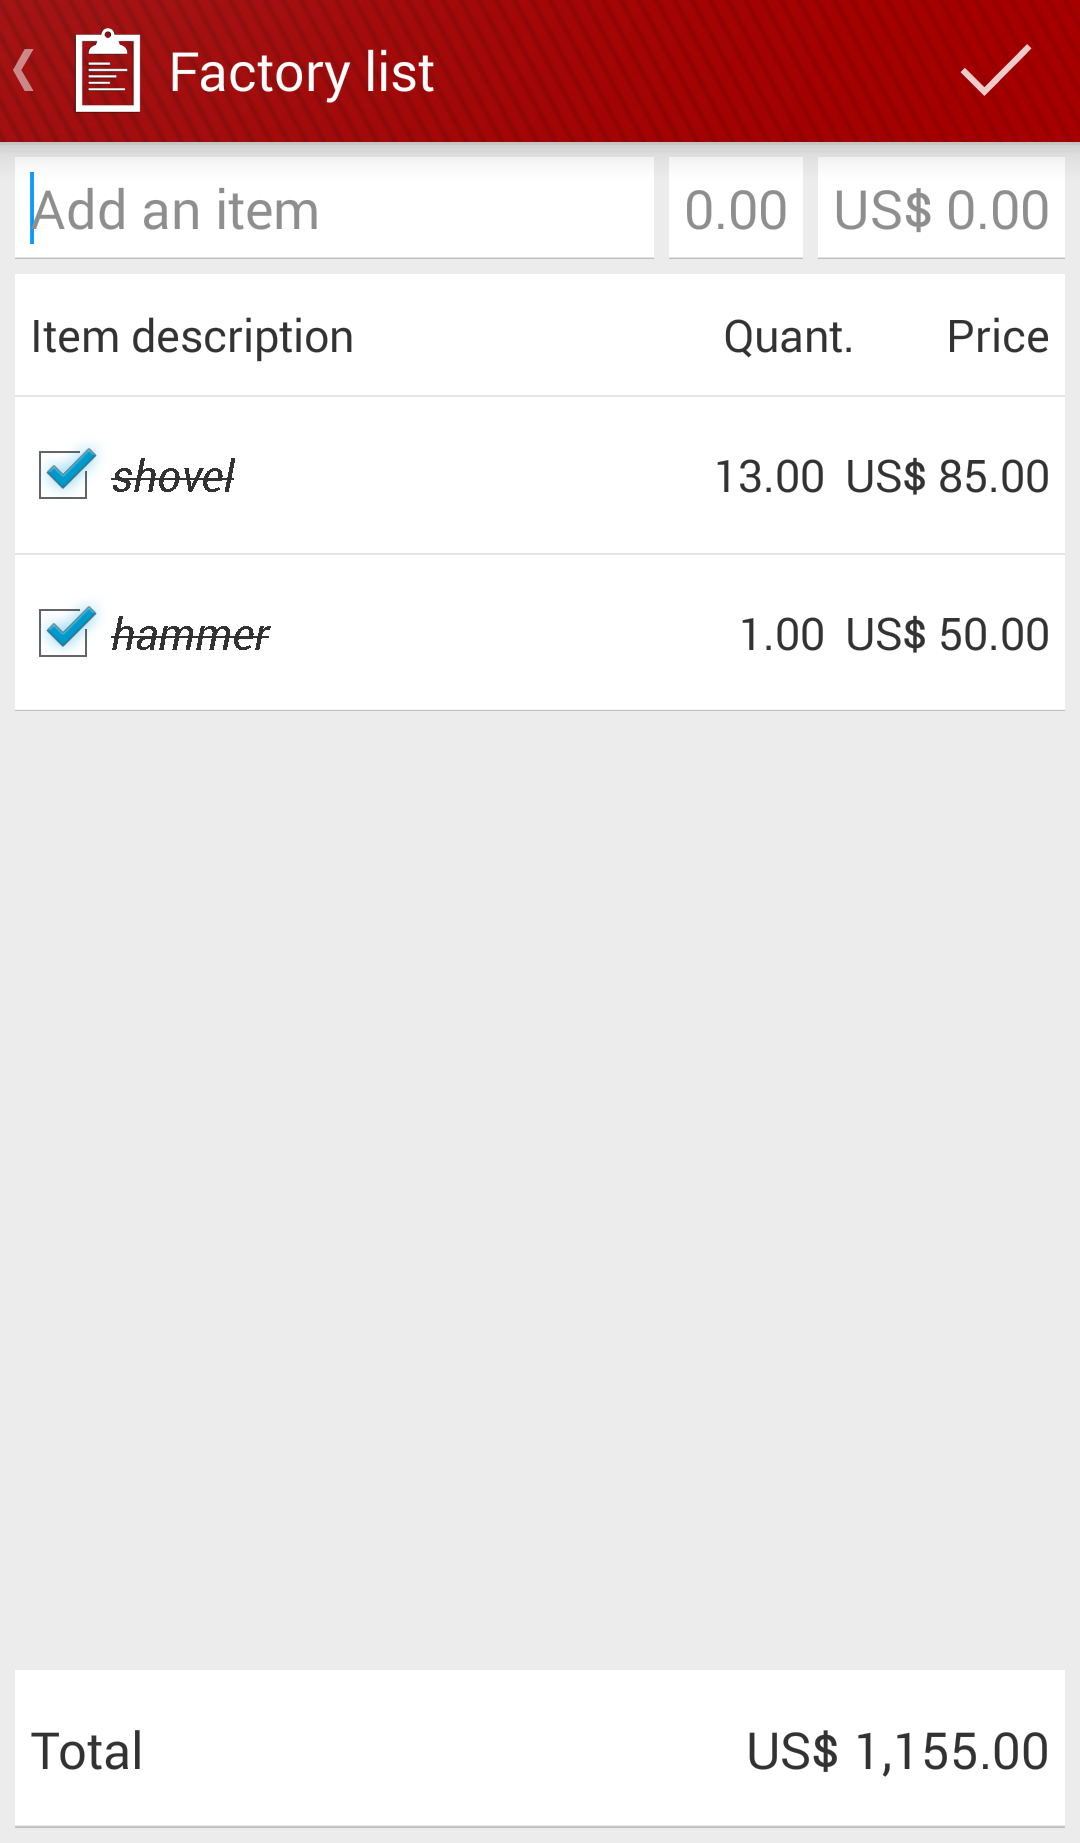 Factory list
Add an item 0.00 US$ 0.00
Item description Quant. Price
shovel 13.00 US$ 85.00
hammer 1.00 US$ 50.00
Total US$ 1,155.00